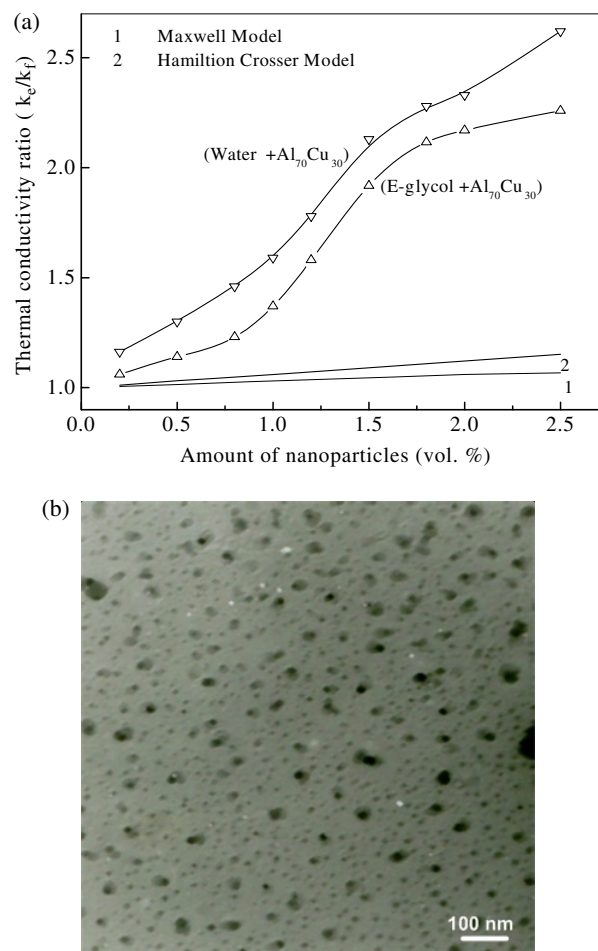 (a)
1 Maxwell Model
2 Hamiltion Crosser Model
2.5
2.0
1.5
1.0
Thermal conductivity ratio ( k_e/k_f)
(Water +Al₇₀Cu₃₀)
(E-glycol +Al₇₀Cu₃₀)
2
1
0.0 0.5 1.0 1.5 2.0 2.5
Amount of nanoparticles (vol. %)
(b)
100 nm